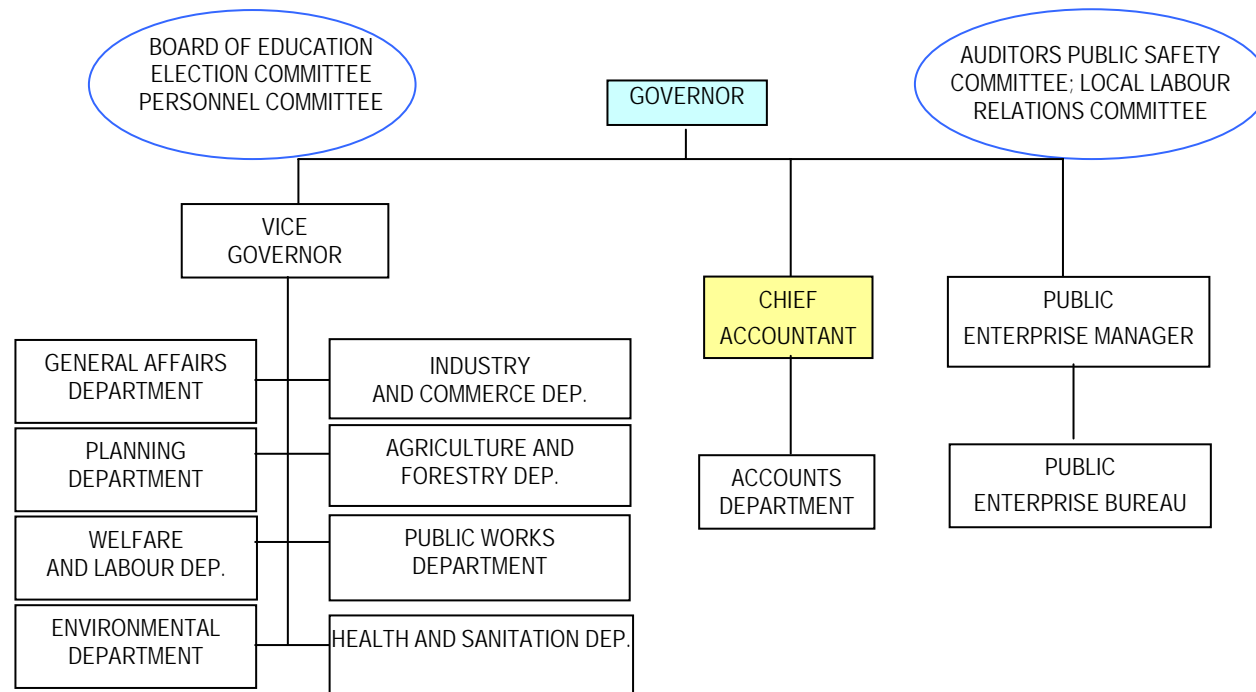 BOARD OF EDUCATION
ELECTION COMMITTEE
PERSONNEL COMMITTEE
GOVERNOR
AUDITORS PUBLIC SAFETY
COMMITTEE; LOCAL LABOUR
RELATIONS COMMITTEE
VICE
GOVERNOR
CHIEF
ACCOUNTANT
PUBLIC
ENTERPRISE MANAGER
GENERAL AFFAIRS
DEPARTMENT
INDUSTRY
AND COMMERCE DEP.
PLANNING
DEPARTMENT
AGRICULTURE AND
FORESTRY DEP.
ACCOUNTS
DEPARTMENT
PUBLIC
ENTERPRISE BUREAU
WELFARE
AND LABOUR DEP.
PUBLIC WORKS
DEPARTMENT
ENVIRONMENTAL
DEPARTMENT
HEALTH AND SANITATION DEP.